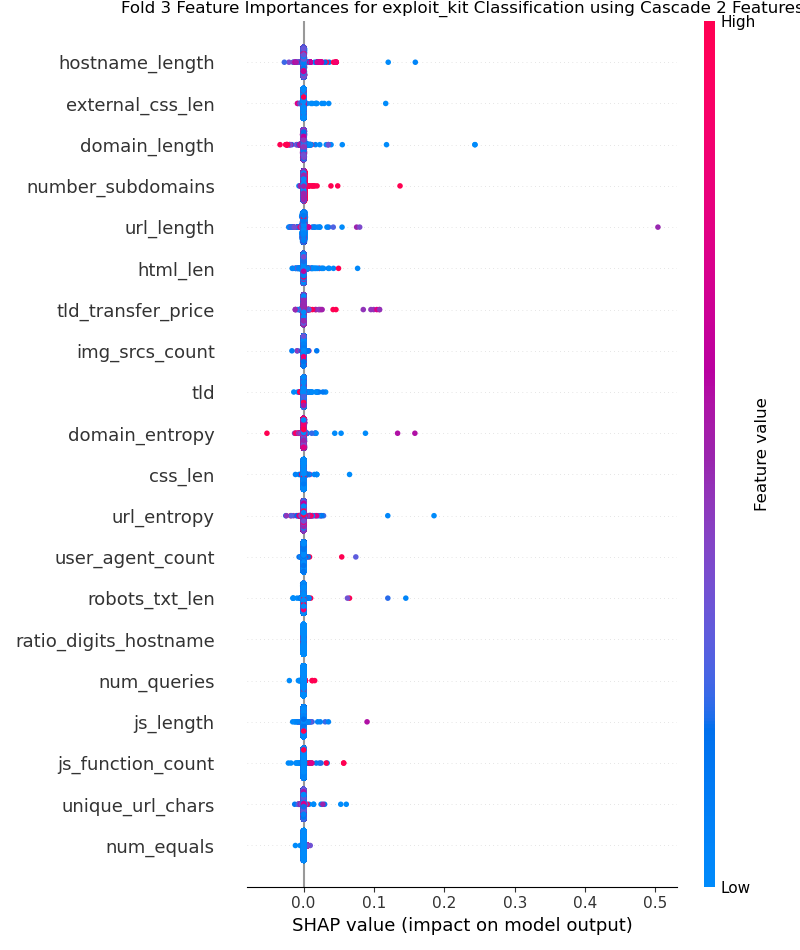 Fold 3 Feature Importances for exploit_kit Classification using Cascade 2 Features
High
hostname_length
external_css_len
domain_length
number_subdomains
url_length
html_len
tld_transfer_price
img_srcs_count
tld
domain_entropy
css_len
url_entropy
user_agent_count
robots_txt_len
ratio_digits_hostname
num_queries
js_length
js_function_count
unique_url_chars
num_equals
Feature value
Low
0.0 0.1 0.2 0.3 0.4 0.5
SHAP value (impact on model output)